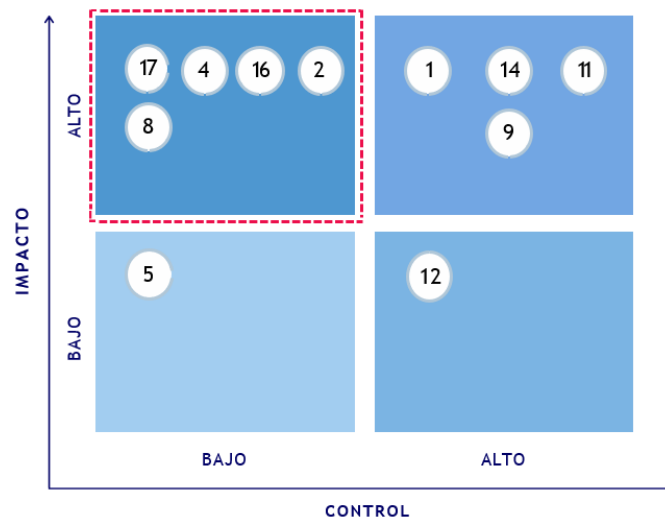 17 4 16 2 1 14 11
8 9
ALTO
IMPACTO
5 12
BAJO
BAJO ALTO
CONTROL